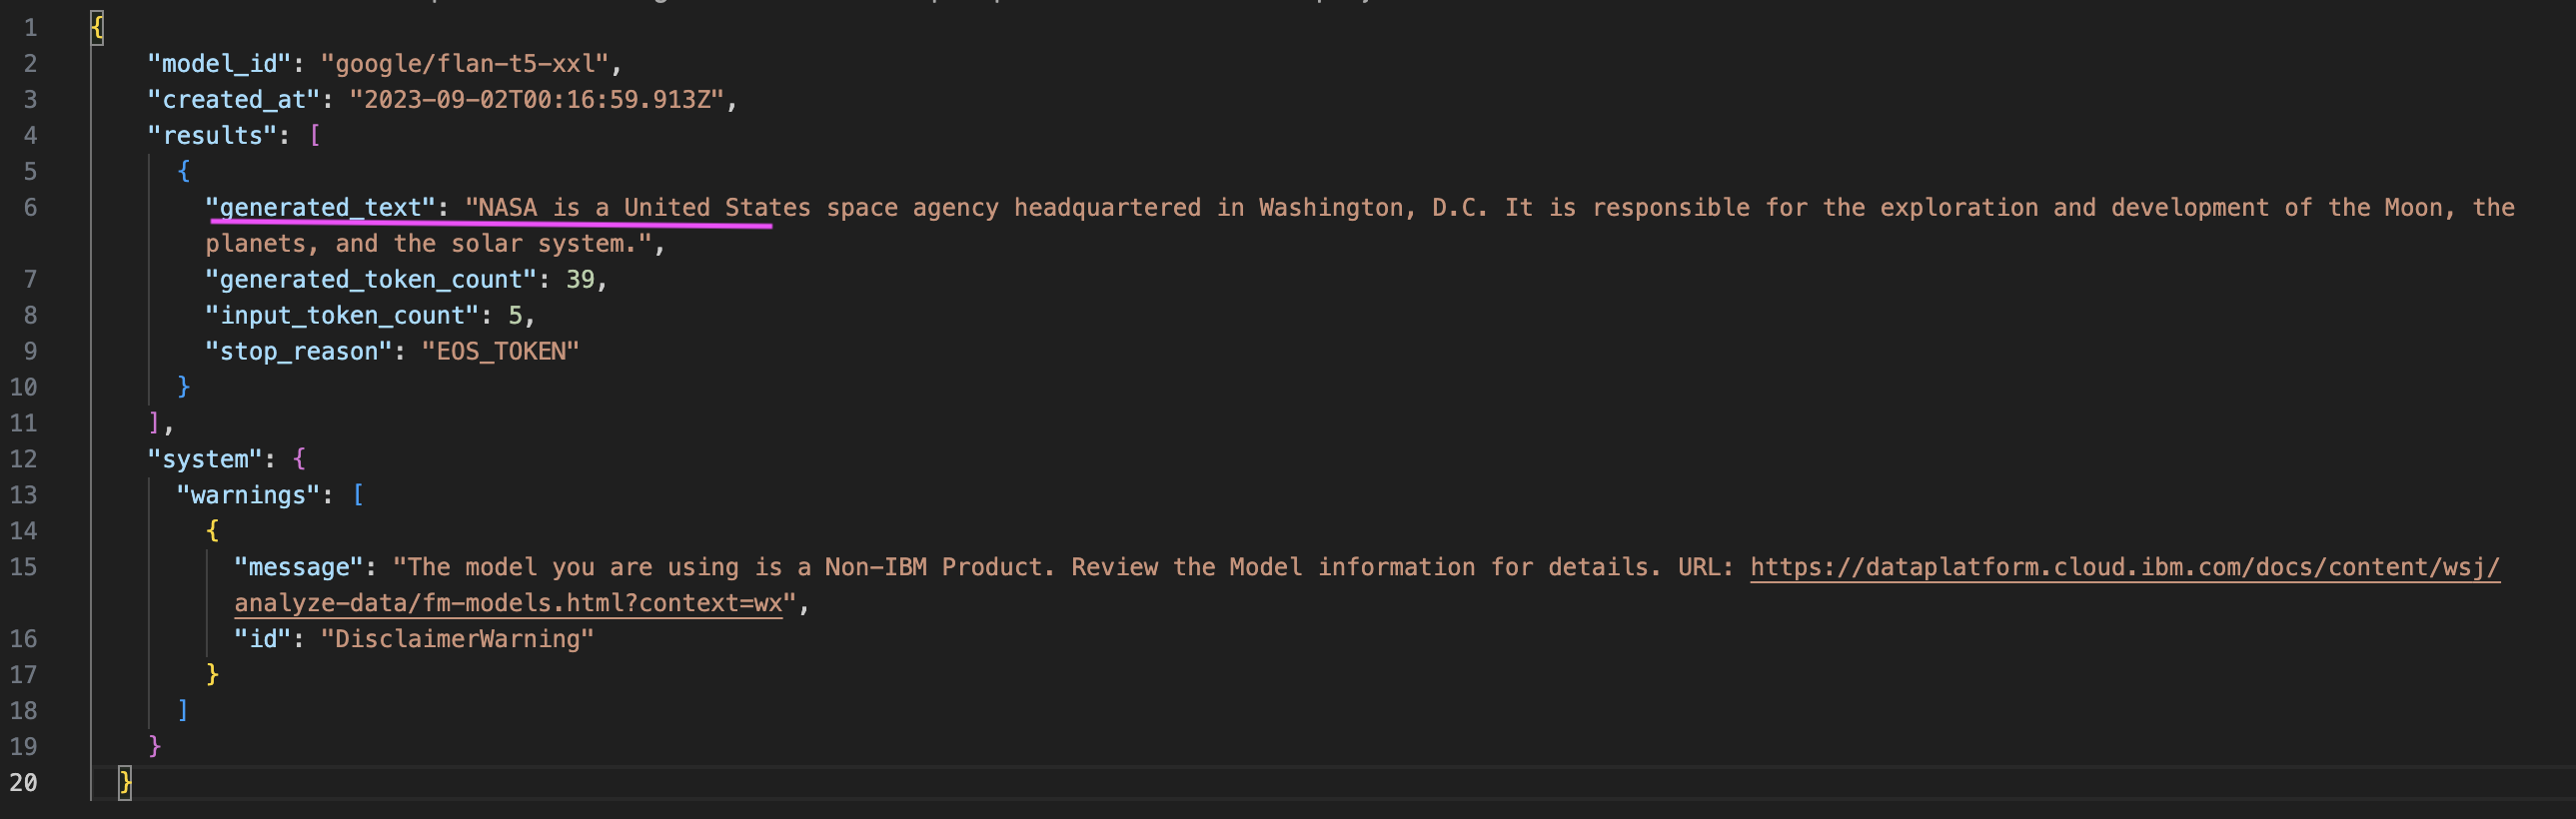 1 {
2 "model_id": "google/flan-t5-xxl",
3 "created_at": "2023-09-02T00:16:59.913Z",
4 "results": [
5 {
6 "generated_text": "NASA is a United States space agency headquartered in Washington, D.C. It is responsible for the exploration and development of the Moon, the
planets, and the solar system.",
7 "generated_token_count": 39,
8 "input_token_count": 5,
9 "stop_reason": "EOS_TOKEN"
10 }
11 ],
12 "system": {
13 "warnings": [
14 {
15 "message": "The model you are using is a Non-IBM Product. Review the Model information for details. URL: https://dataplatform.cloud.ibm.com/docs/content/wsj/
analyze-data/fm-models.html?context=wx",
16 "id": "DisclaimerWarning"
17 }
18 ]
19 }
20 }